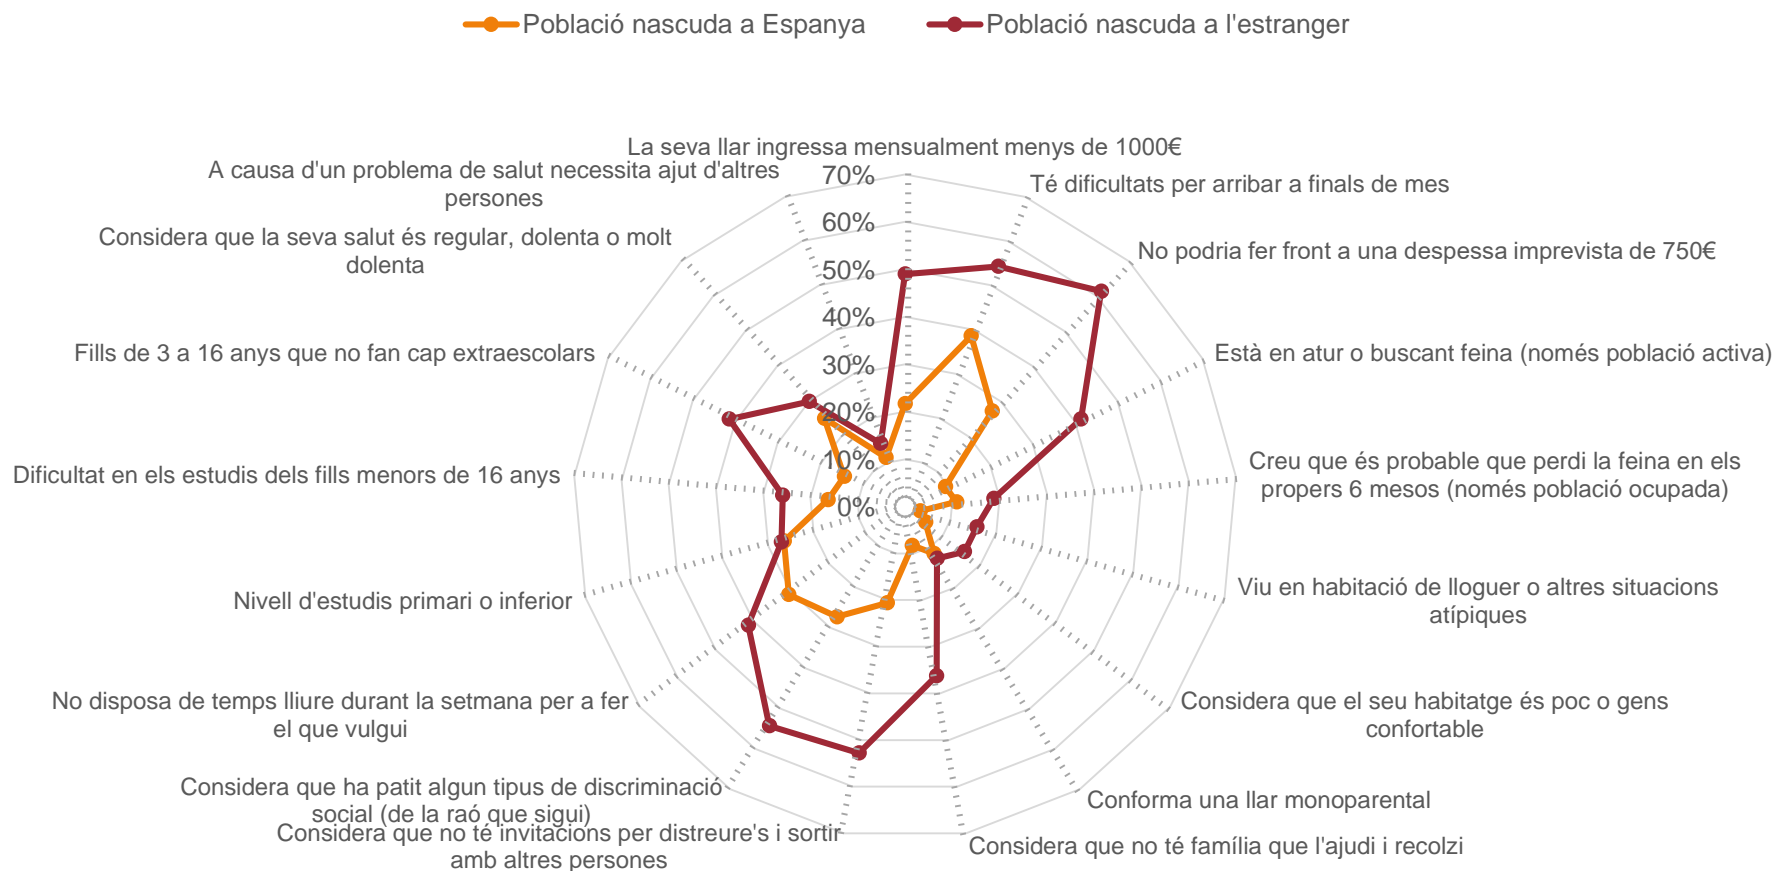 Població nascuda a Espanya
Població nascuda a l'estranger
La seva llar ingressa mensualment menys de 1000€
Té dificultats per arribar a finals de mes
No podria fer front a una despessa imprevista de 750€
Està en atur o buscant feina (només població activa)
Creu que és probable que perdi la feina en els
propers 6 mesos (només població ocupada)
Viu en habitació de lloguer o altres situacions
atípiques
Considera que el seu habitatge és poc o gens
confortable
Conforma una llar monoparental
Considera que no té família que l'ajudi i recolzi
Considera que no té invitacions per distreure's i sortir
amb altres persones
Considera que ha patit algun tipus de discriminació
social (de la raó que sigui)
No disposa de temps lliure durant la setmana per a fer
el que vulgui
Nivell d'estudis primari o inferior
Dificultat en els estudis dels fills menors de 16 anys
Fills de 3 a 16 anys que no fan cap extraescolars
Considera que la seva salut és regular, dolenta o molt
dolenta
A causa d'un problema de salut necessita ajut d'altres
persones
70%
60%
50%
40%
30%
20%
10%
0%